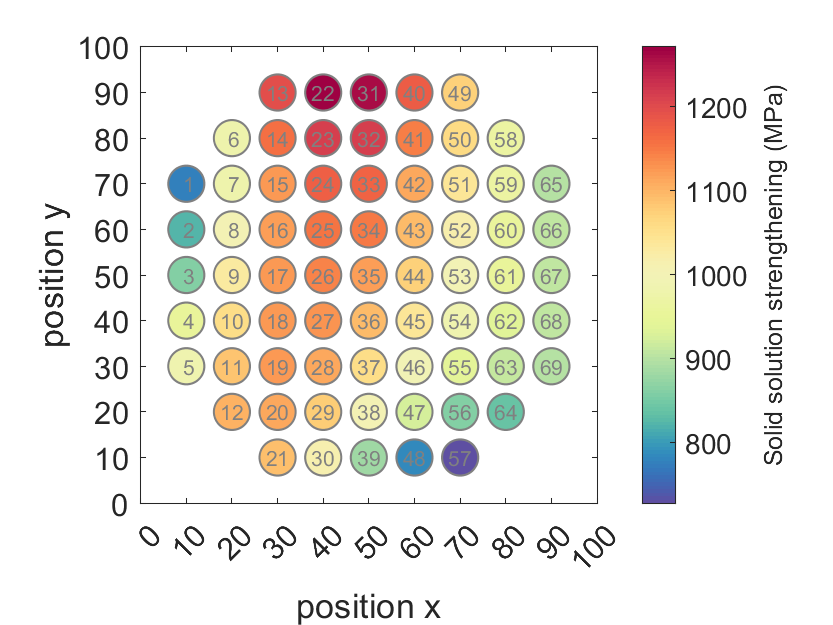 100
90 13 22 31 40 49
80 6 14 23 32 41 50 58
70 1 7 15 24 33 42 51 59 65
60 2 8 16 25 34 43 52 60 66
50 3 9 17 26 35 44 53 61 67
40 4 10 18 27 36 45 54 62 68
30 5 11 19 28 37 46 55 63 69
20 12 20 29 38 47 56 64
10 21 30 39 48 57
0
0 10 20 30 40 50 60 70 80 90 100
position x
position y
1200
1100
1000
900
800
Solid solution strengthening (MPa)